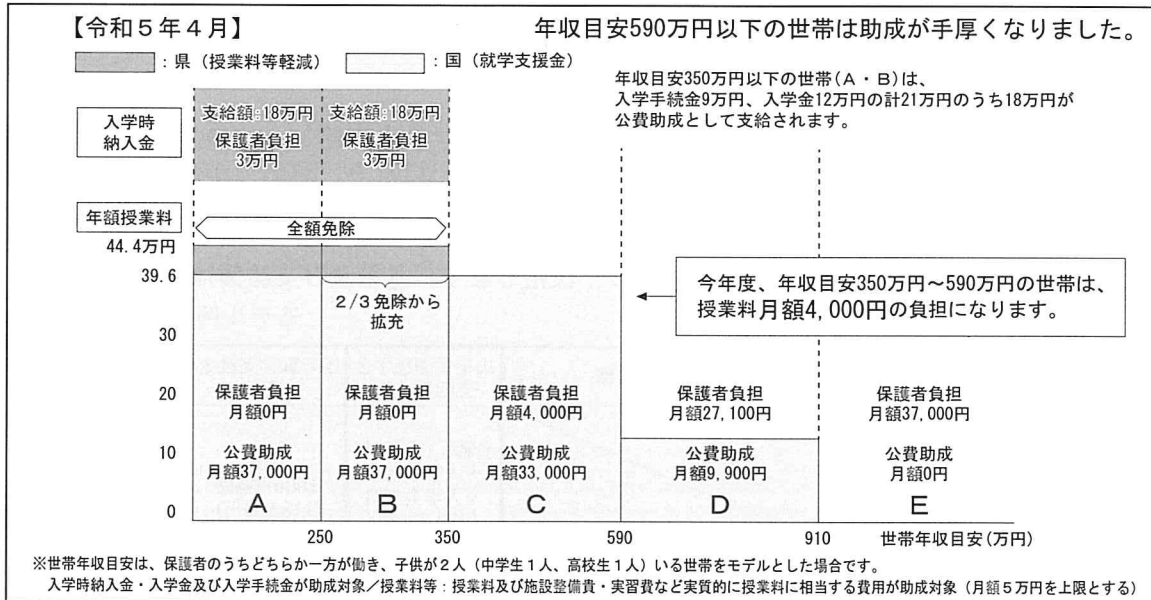 【令和5年4月】
年収目安590万円以下の世帯は助成が手厚くなりました。
：県（授業料等軽減）
：国（就学支援金）
年収目安350万円以下の世帯（A・B）は、
入学手続金9万円、入学金12万円の計21万円のうち18万円が
公費助成として支給されます。
入学時
納入金
支給額:18万円
保護者負担
3万円
支給額:18万円
保護者負担
3万円
年額授業料
全額免除
44.4万円
39.6
30
20
10
0
2/3免除から
拡充
今年度、年収目安350万円～590万円の世帯は、
授業料月額4,000円の負担になります。
保護者負担
月額0円
公費助成
月額37,000円
A
保護者負担
月額0円
公費助成
月額37,000円
B
保護者負担
月額4,000円
公費助成
月額33,000円
C
保護者負担
月額27,100円
公費助成
月額9,900円
D
保護者負担
月額37,000円
公費助成
月額0円
E
250
350
590
910
世帯年収目安(万円)
※世帯年収目安は、保護者のうちどちらか一方が働き、子供が2人（中学生1人、高校生1人）いる世帯をモデルとした場合です。
入学時納入金・入学金及び入学手続金が助成対象／授業料等：授業料及び施設整備貴・実習費など実質的に授業料に相当する費用が助成対象（月額5万円を上限とする）